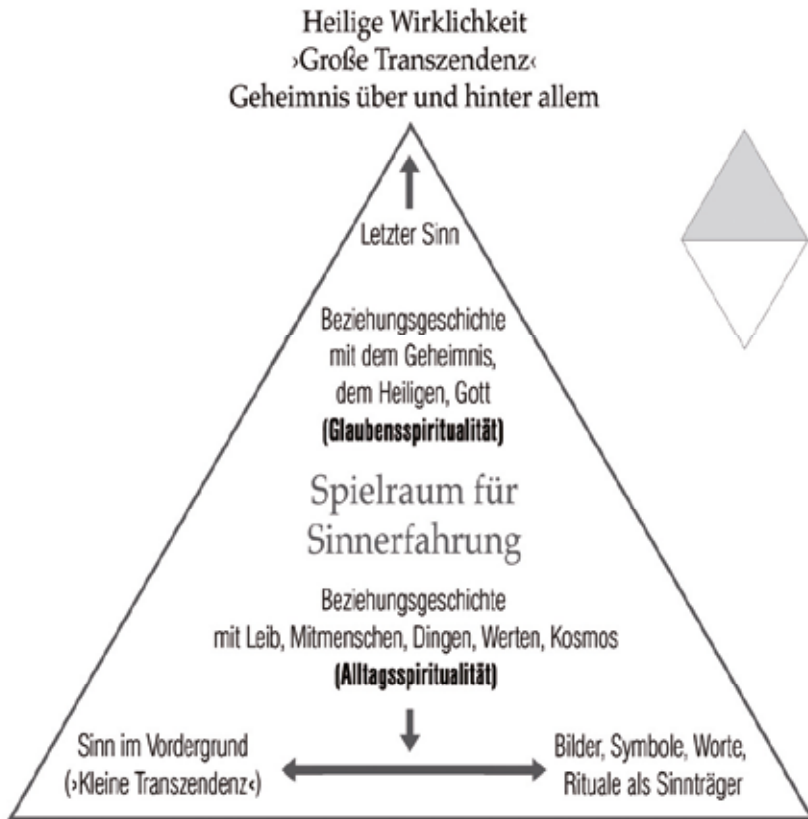 Heilige Wirklichkeit
›Große Transzendenz‹
Geheimnis über und hinter allem
Letzter Sinn
Beziehungsgeschichte
mit dem Geheimnis,
dem Heiligen, Gott
(Glaubensspiritualität)
Spielraum für
Sinnerfahrung
Beziehungsgeschichte
mit Leib, Mitmenschen, Dingen, Werten, Kosmos
(Alltagsspiritualität)
Sinn im Vordergrund
(›Kleine Transzendenz‹)
Bilder, Symbole, Worte,
Rituale als Sinnträger